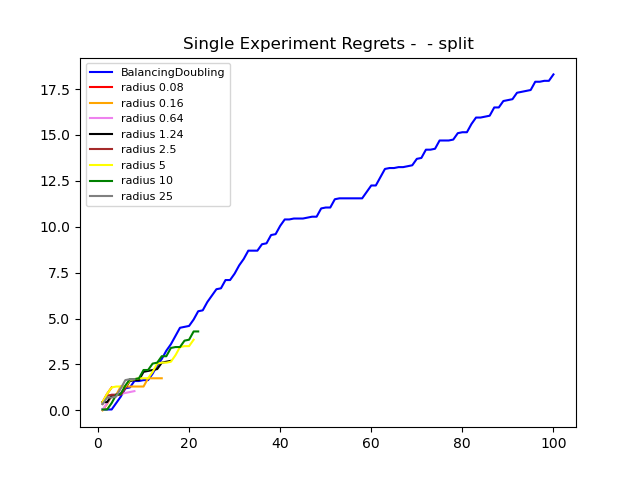 Single Experiment Regrets -  - split
BalancingDoubling
radius 0.08
radius 0.16
radius 0.64
radius 1.24
radius 2.5
radius 5
radius 10
radius 25
17.5
15.0
12.5
10.0
7.5
5.0
2.5
0.0
0 20 40 60 80 100